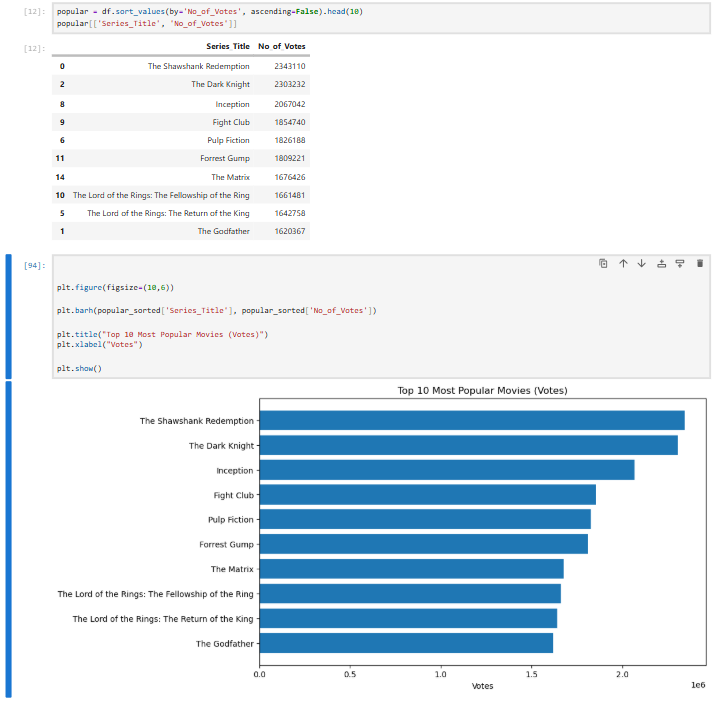 [12]: popular = df.sort_values(by='No_of_Votes', ascending=False).head(10)
popular[['Series_Title', 'No_of_Votes']]
[12]:
Series Title No of Votes
0 The Shawshank Redemption 2343110
2 The Dark Knight 2303232
8 Inception 2067042
9 Fight Club 1854740
6 Pulp Fiction 1826188
11 Forrest Gump 1809221
14 The Matrix 1676426
10 The Lord of the Rings: The Fellowship of the Ring 1661481
5 The Lord of the Rings: The Return of the King 1642758
1 The Godfather 1620367
[94]:
plt.figure(figsize=(10,6))
plt.barh(popular_sorted['Series_Title'], popular_sorted['No_of_Votes'])
plt.title("Top 10 Most Popular Movies (Votes)")
plt.xlabel("Votes")
plt.show()
Top 10 Most Popular Movies (Votes)
The Shawshank Redemption
The Dark Knight
Inception
Fight Club
Pulp Fiction
Forrest Gump
The Matrix
The Lord of the Rings: The Fellowship of the Ring
The Lord of the Rings: The Return of the King
The Godfather
0.0 0.5 1.0 1.5 2.0
Votes 1e6